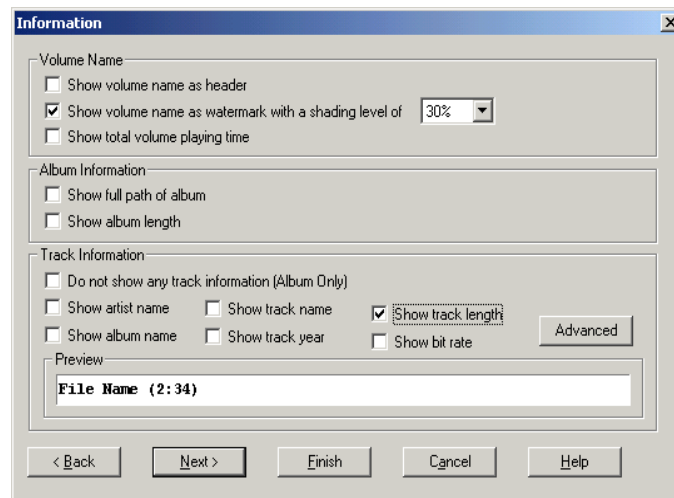 Information
Volume Name
Show volume name as header
Show volume name as watermark with a shading level of 30%
Show total volume playing time
Album Information
Show full path of album
Show album length
Track Information
Do not show any track information (Album Only)
Show artist name Show track name Show track length
Show album name Show track year Show bit rate Advanced
Preview
File Name (2:34)
< Back Next > Finish Cancel Help